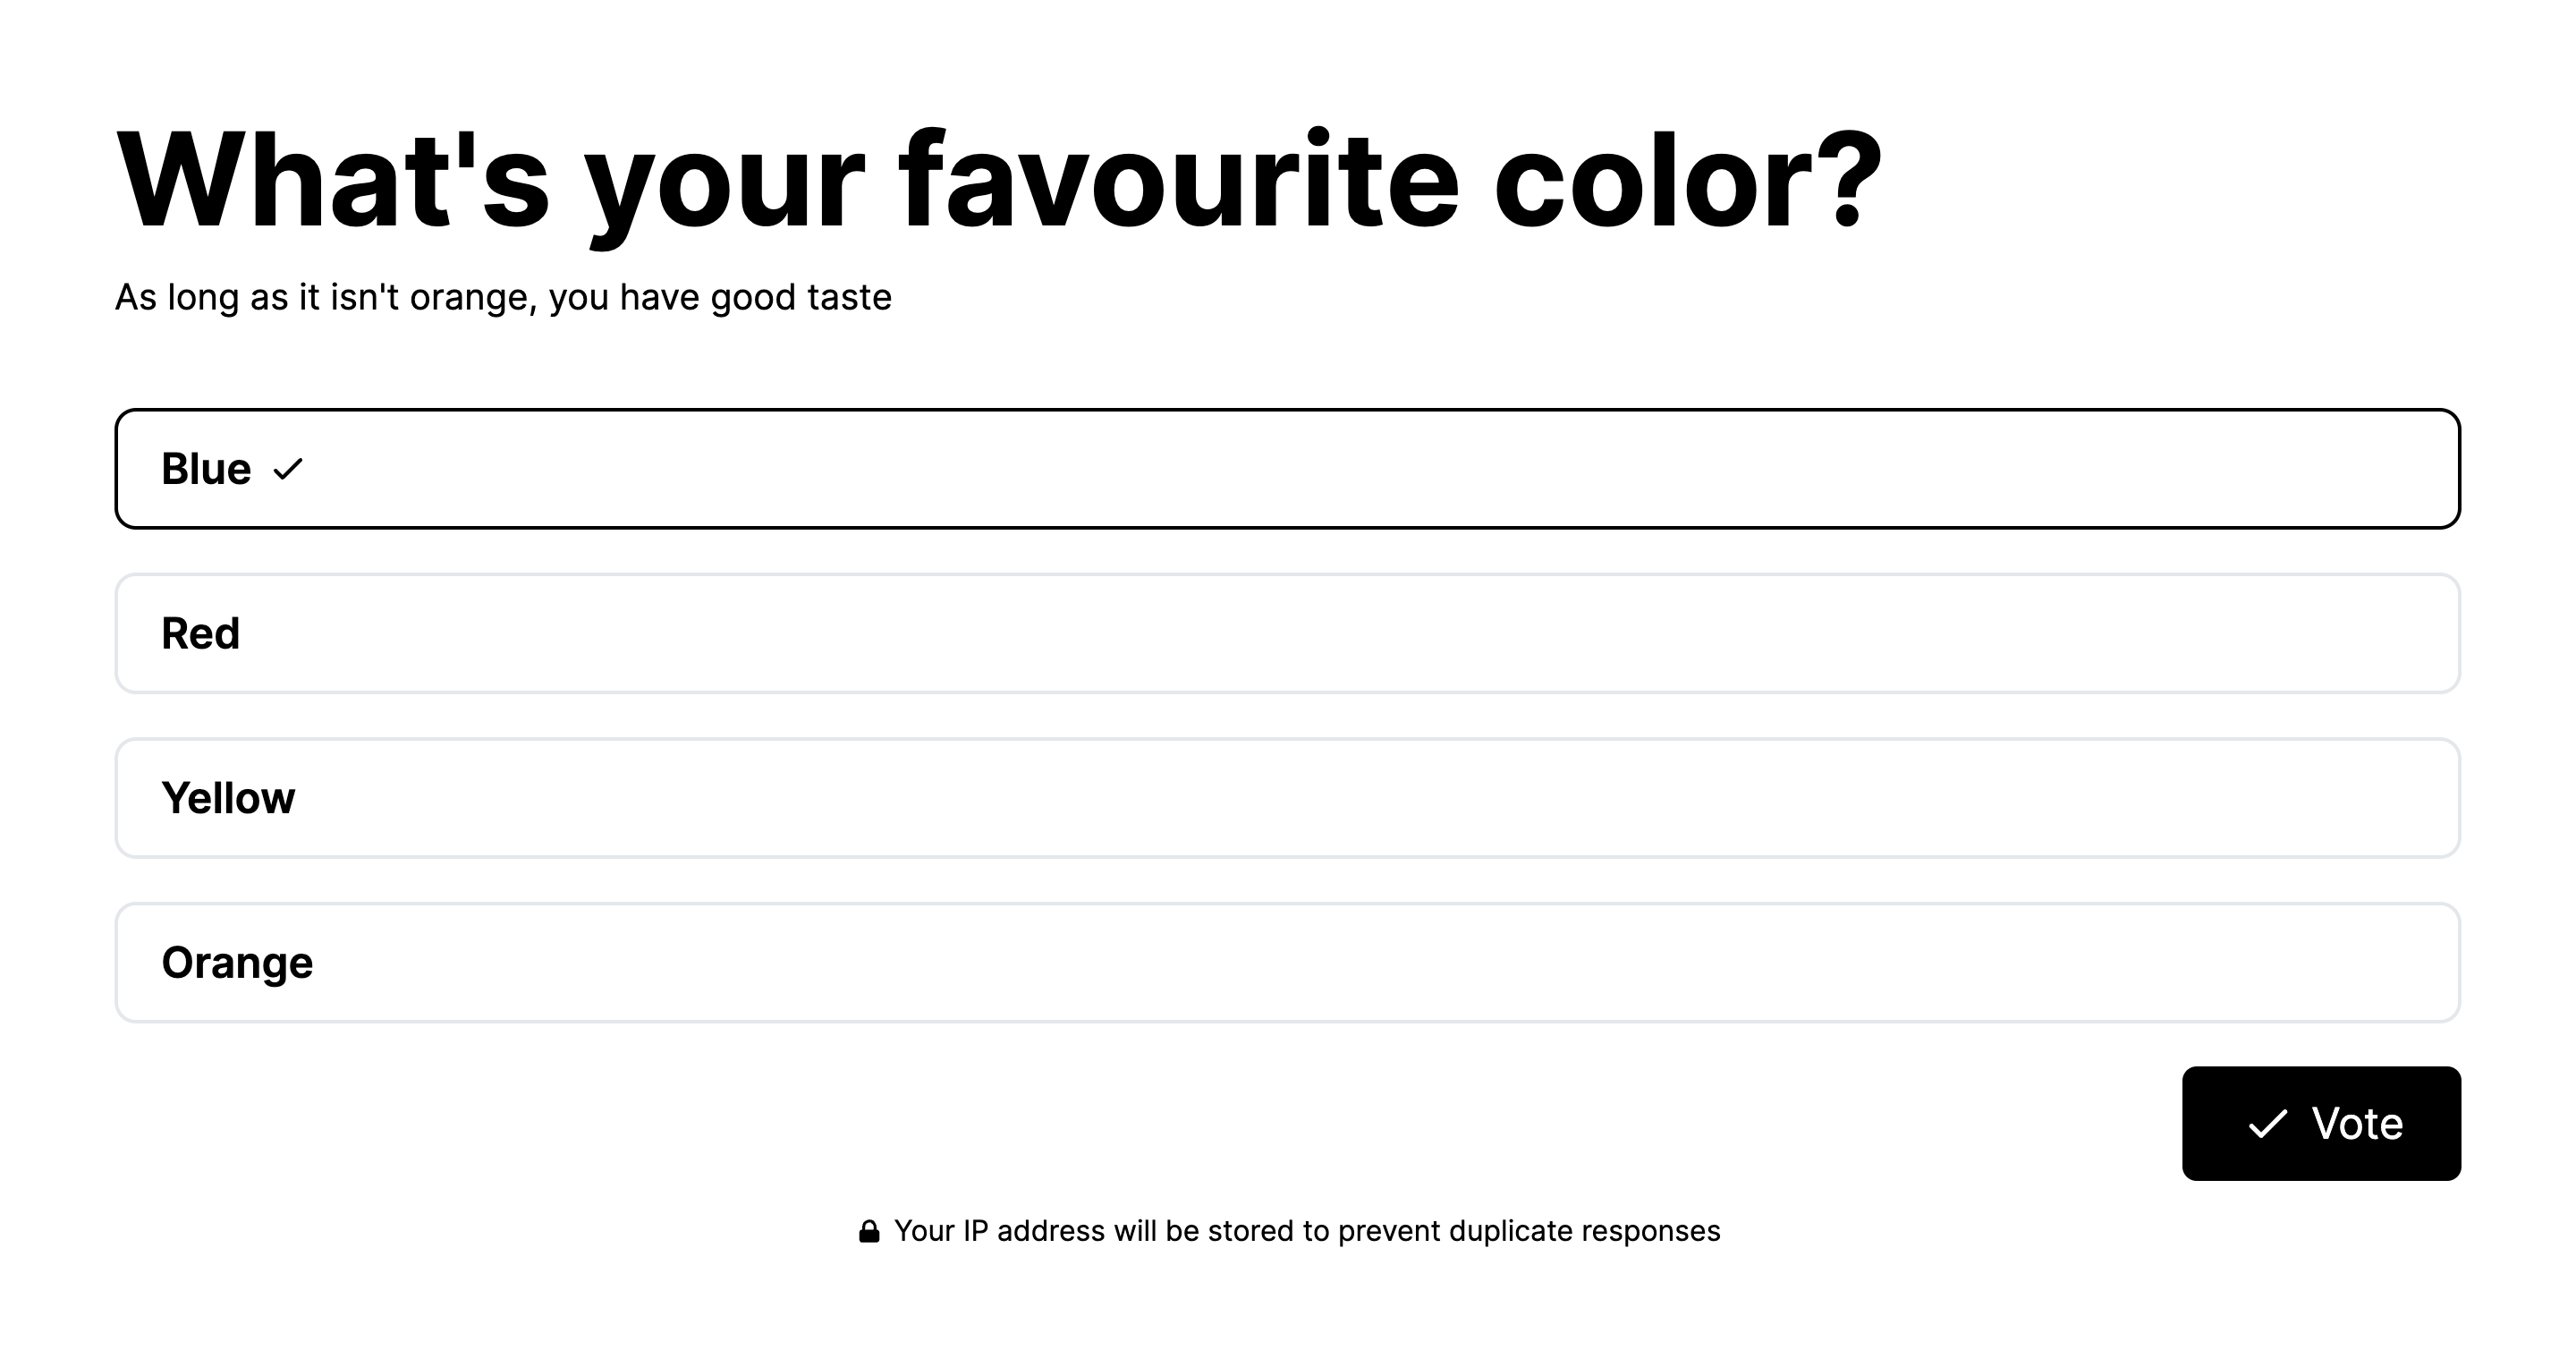 What's your favourite color?
As long as it isn't orange, you have good taste
Blue
Red
Yellow
Orange
Vote
Your IP address will be stored to prevent duplicate responses